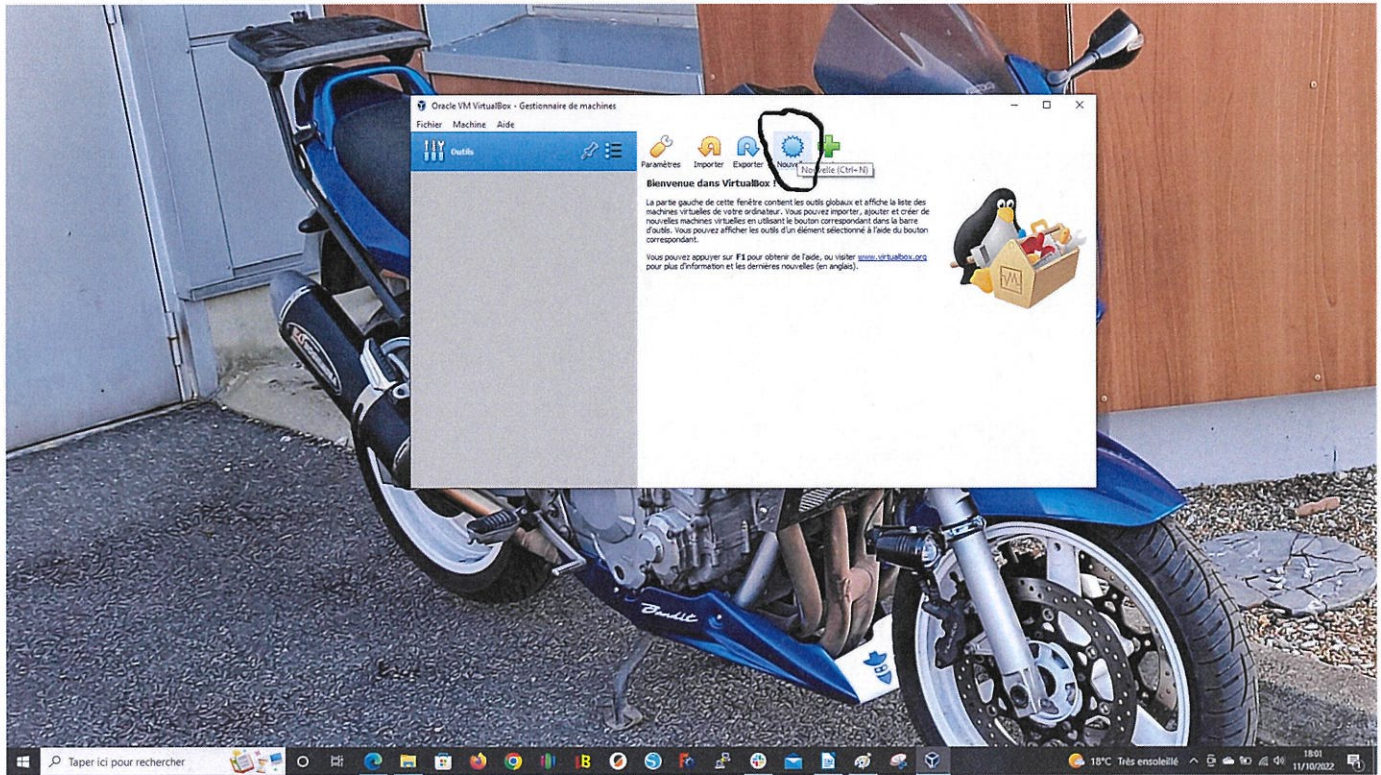 Oracle VM VirtualBox - Gestionnaire de machines
Fichier Machine Aide
Outils
Paramètres Importer Exporter Nouvel
Nouvelle (Ctrl+N)
Bienvenue dans VirtualBox !
La partie gauche de cette fenêtre contient les outils globaux et affiche la liste des
machines virtuelles de votre ordinateur. Vous pouvez importer, ajouter et créer de
nouvelles machines virtuelles en utilisant le bouton correspondant dans la barre
d'outils. Vous pouvez afficher les outils d'un élément sélectionné à l'aide du bouton
correspondant.
Vous pouvez appuyer sur F1 pour obtenir de l'aide, ou visiter www.virtualbox.org
pour plus d'information et les dernières nouvelles (en anglais).
VM
Bandit
B
Taper ici pour rechercher
18°C Très ensoleillé
18:01
11/10/2022